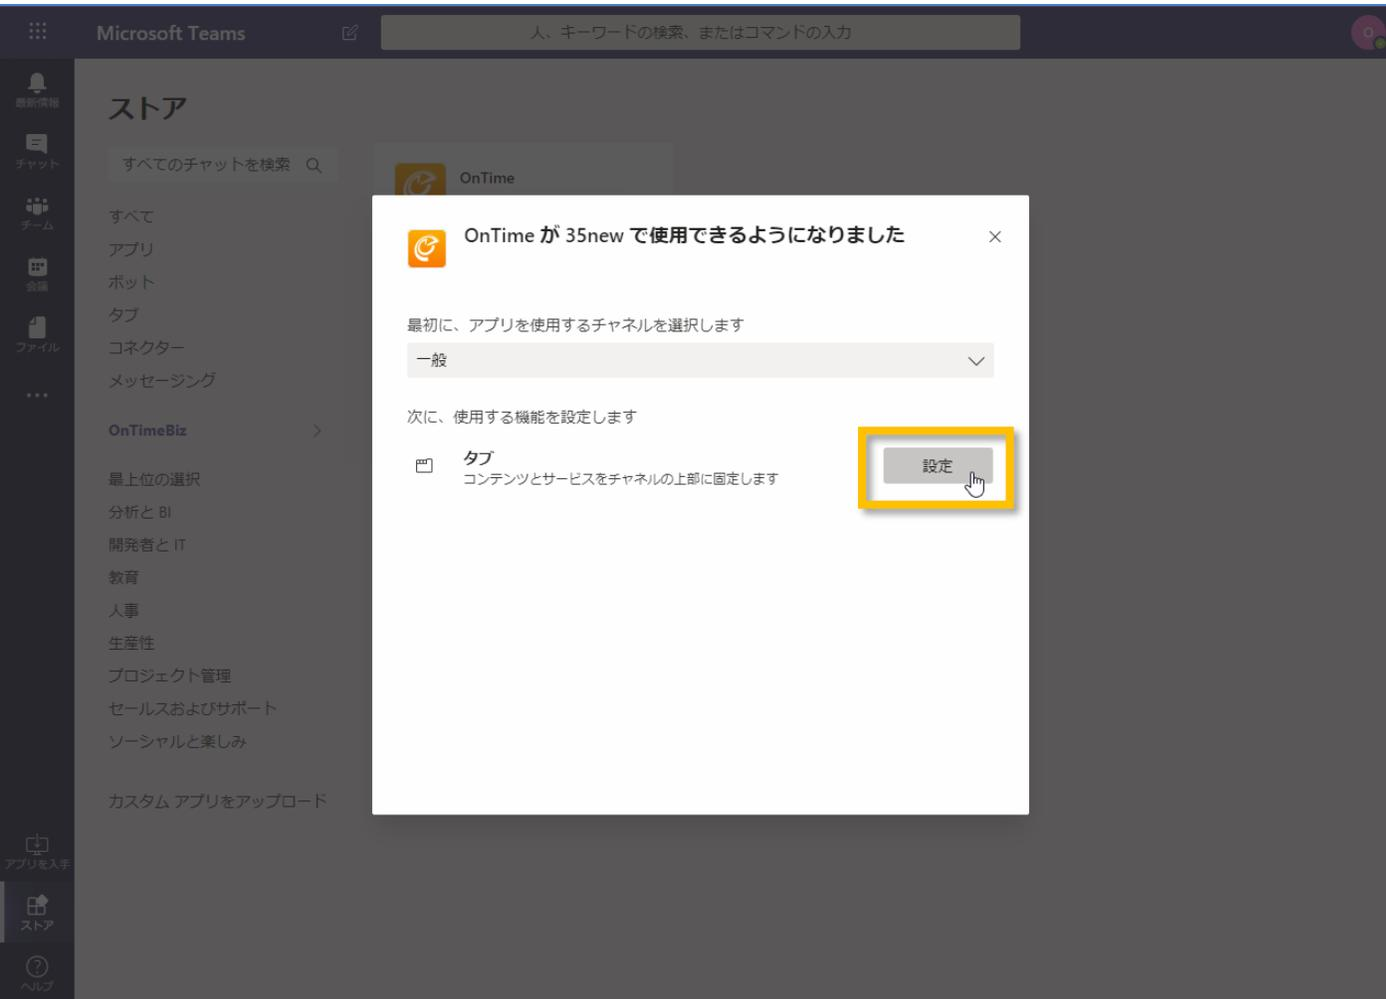 Microsoft Teams
人、キーワードの検索、またはコマンドの入力
O
最新情報
チャット
チーム
会議
ファイル
ストア
すべてのチャットを検索
すべて
アプリ
ボット
タブ
コネクター
メッセージング
OnTimeBiz
最上位の選択
分析と BI
開発者と IT
教育
人事
生産性
プロジェクト管理
セールスおよびサポート
ソーシャルと楽しみ
カスタム アプリをアップロード
OnTime
OnTime が 35new で使用できるようになりました
最初に、アプリを使用するチャネルを選択します
一般
次に、使用する機能を設定します
タブ
コンテンツとサービスをチャネルの上部に固定します
設定
アプリを入手
ストア
ヘルプ